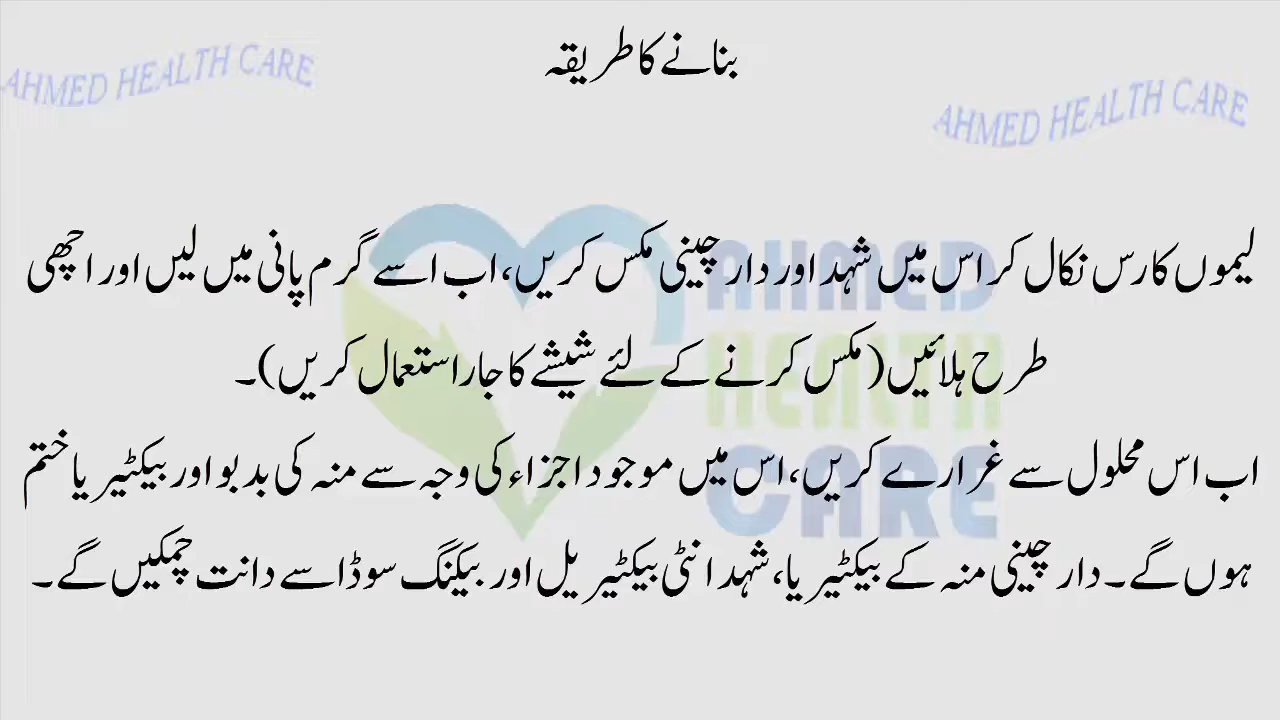 بنانے کا طریقہ
AHMED HEALTH CARE
AHMED HEALTH CARE
لیموں کا رس نکال کر اس میں شہد اور دار چینی مکس کریں، اب اسے گرم پانی میں لیں اور اچھی
طرح ہلائیں (مکس کرنے کے لئے شیشے کا جار استعمال کریں)۔
اب اس محلول سے غرارے کریں، اس میں موجود اجزاء کی وجہ سے منہ کی بدبو اور بیکٹیریا ختم
ہوں گے۔ دار چینی منہ کے بیکٹیریا، شہد انٹی بیکٹیریل اور بیکنگ سوڈا سے دانت چمکیں گے۔
AHMED
HEALTH
CARE